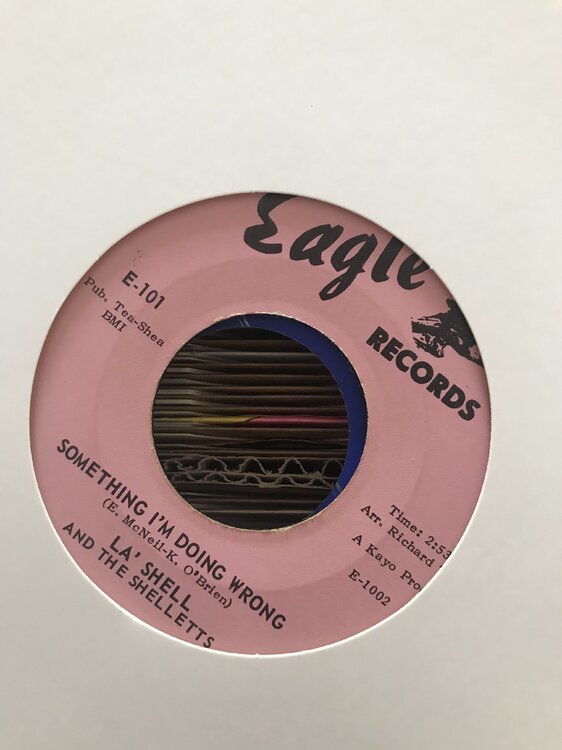 Eagle
RECORDS
E-101
Pub. Tea-Shea
BMI
Time: 2:53
Arr. Richard
A Kayo
E-1002
SOMETHING I'M DOING WRONG
(E. McNeil-K. O'Brien)
LA' SHELL
AND THE SHELLETTS